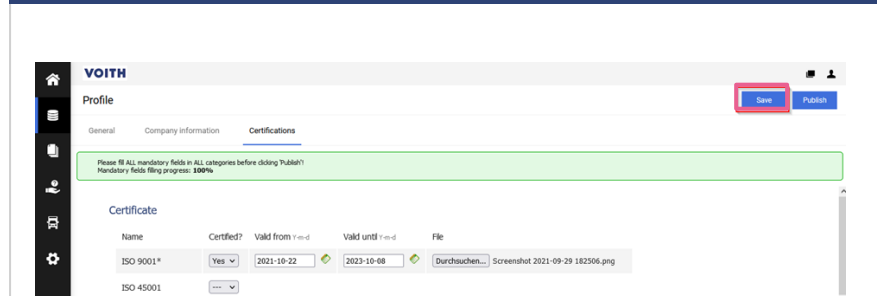 VOITH
Profile
Save Publish
General Company information Certifications
Please fill ALL mandatory fields in ALL categories before clicking 'Publish'!
Mandatory fields filling progress: 100%
Certificate
Name Certified? Valid from Y-m-d Valid until Y-m-d File
ISO 9001* Yes 2021-10-22 2023-10-08 Durchsuchen... Screenshot 2021-09-29 182506.png
ISO 45001 ---